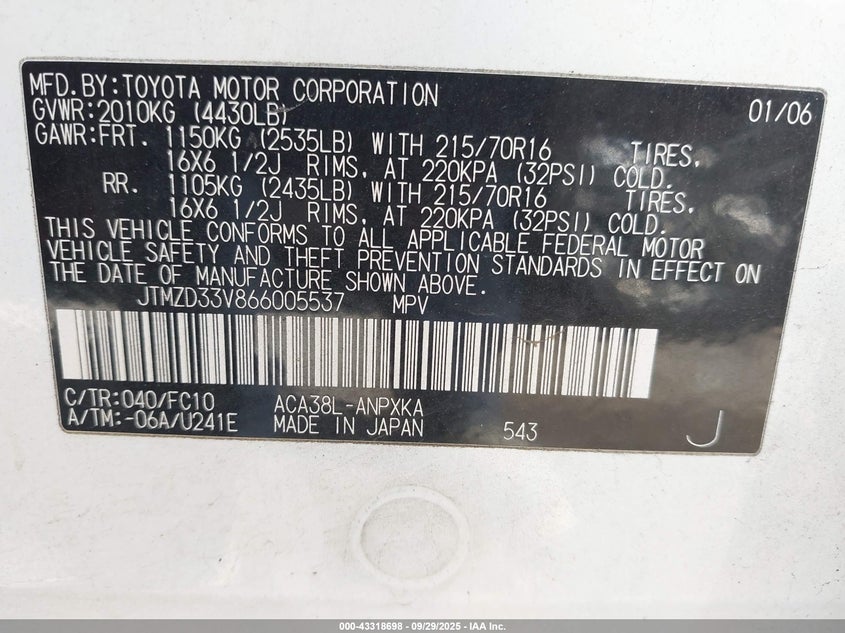 MFD.BY:TOYOTA MOTOR CORPORATION 01/06
GVWR:2010KG (4430LB)
GAWR:FRT. 1150KG (2535LB) WITH 215/70R16 TIRES,
16X6 1/2J RIMS, AT 220KPA (32PSI) COLD.
RR. 1105KG (2435LB) WITH 215/70R16 TIRES,
16X6 1/2J RIMS, AT 220KPA (32PSI) COLD.
THIS VEHICLE CONFORMS TO ALL APPLICABLE FEDERAL MOTOR
VEHICLE SAFETY AND THEFT PREVENTION STANDARDS IN EFFECT ON
THE DATE OF MANUFACTURE SHOWN ABOVE.
JTMZD33V866005537 MPV
C/TR:040/FC10 ACA38L-ANPXKA
A/TM:-06A/U241E MADE IN JAPAN 543 J
000-43318698 - 09/29/2025 - IAA Inc.